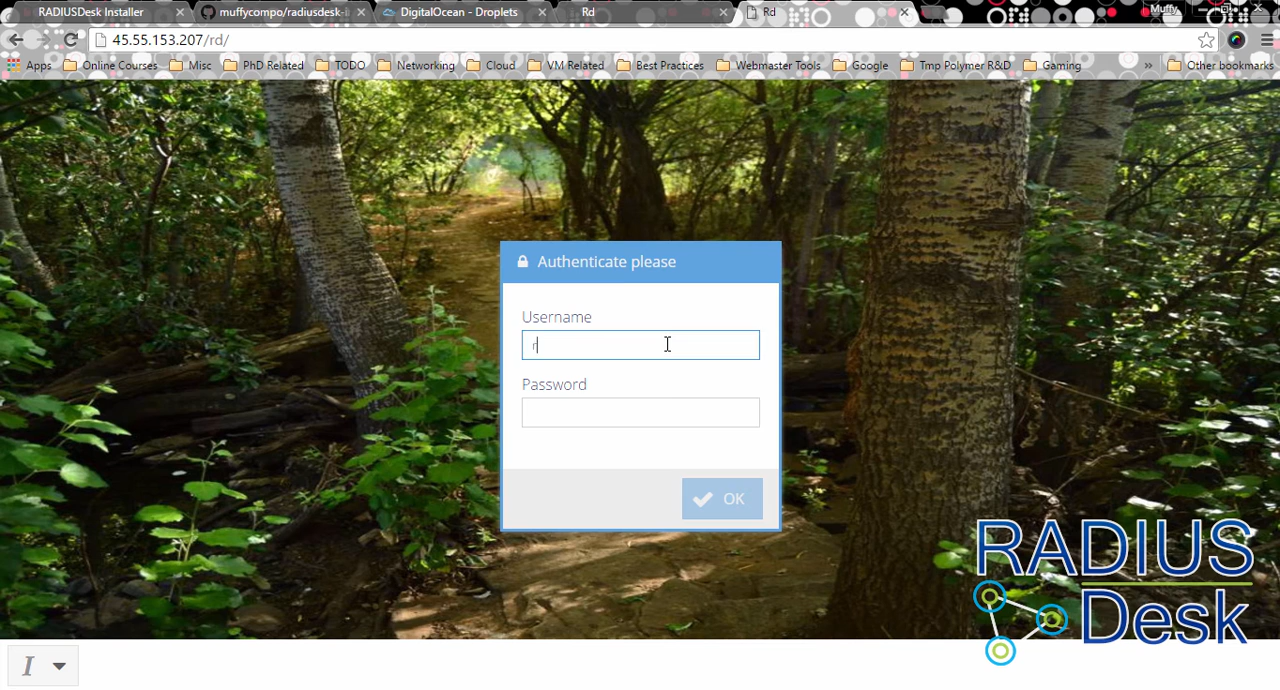 RADIUSDesk Installer
muffycompo/radiusdesk-i
DigitalOcean - Droplets
Rd
Rd
Muffy
45.55.153.207/rd/
Apps
Online Courses
Misc
PhD Related
TODO
Networking
Cloud
VM Related
Best Practices
Webmaster Tools
Google
Tmp Polymer R&D
Gaming
»
Other bookmarks
Authenticate please
Username
r
Password
OK
RADIUS
Desk
I